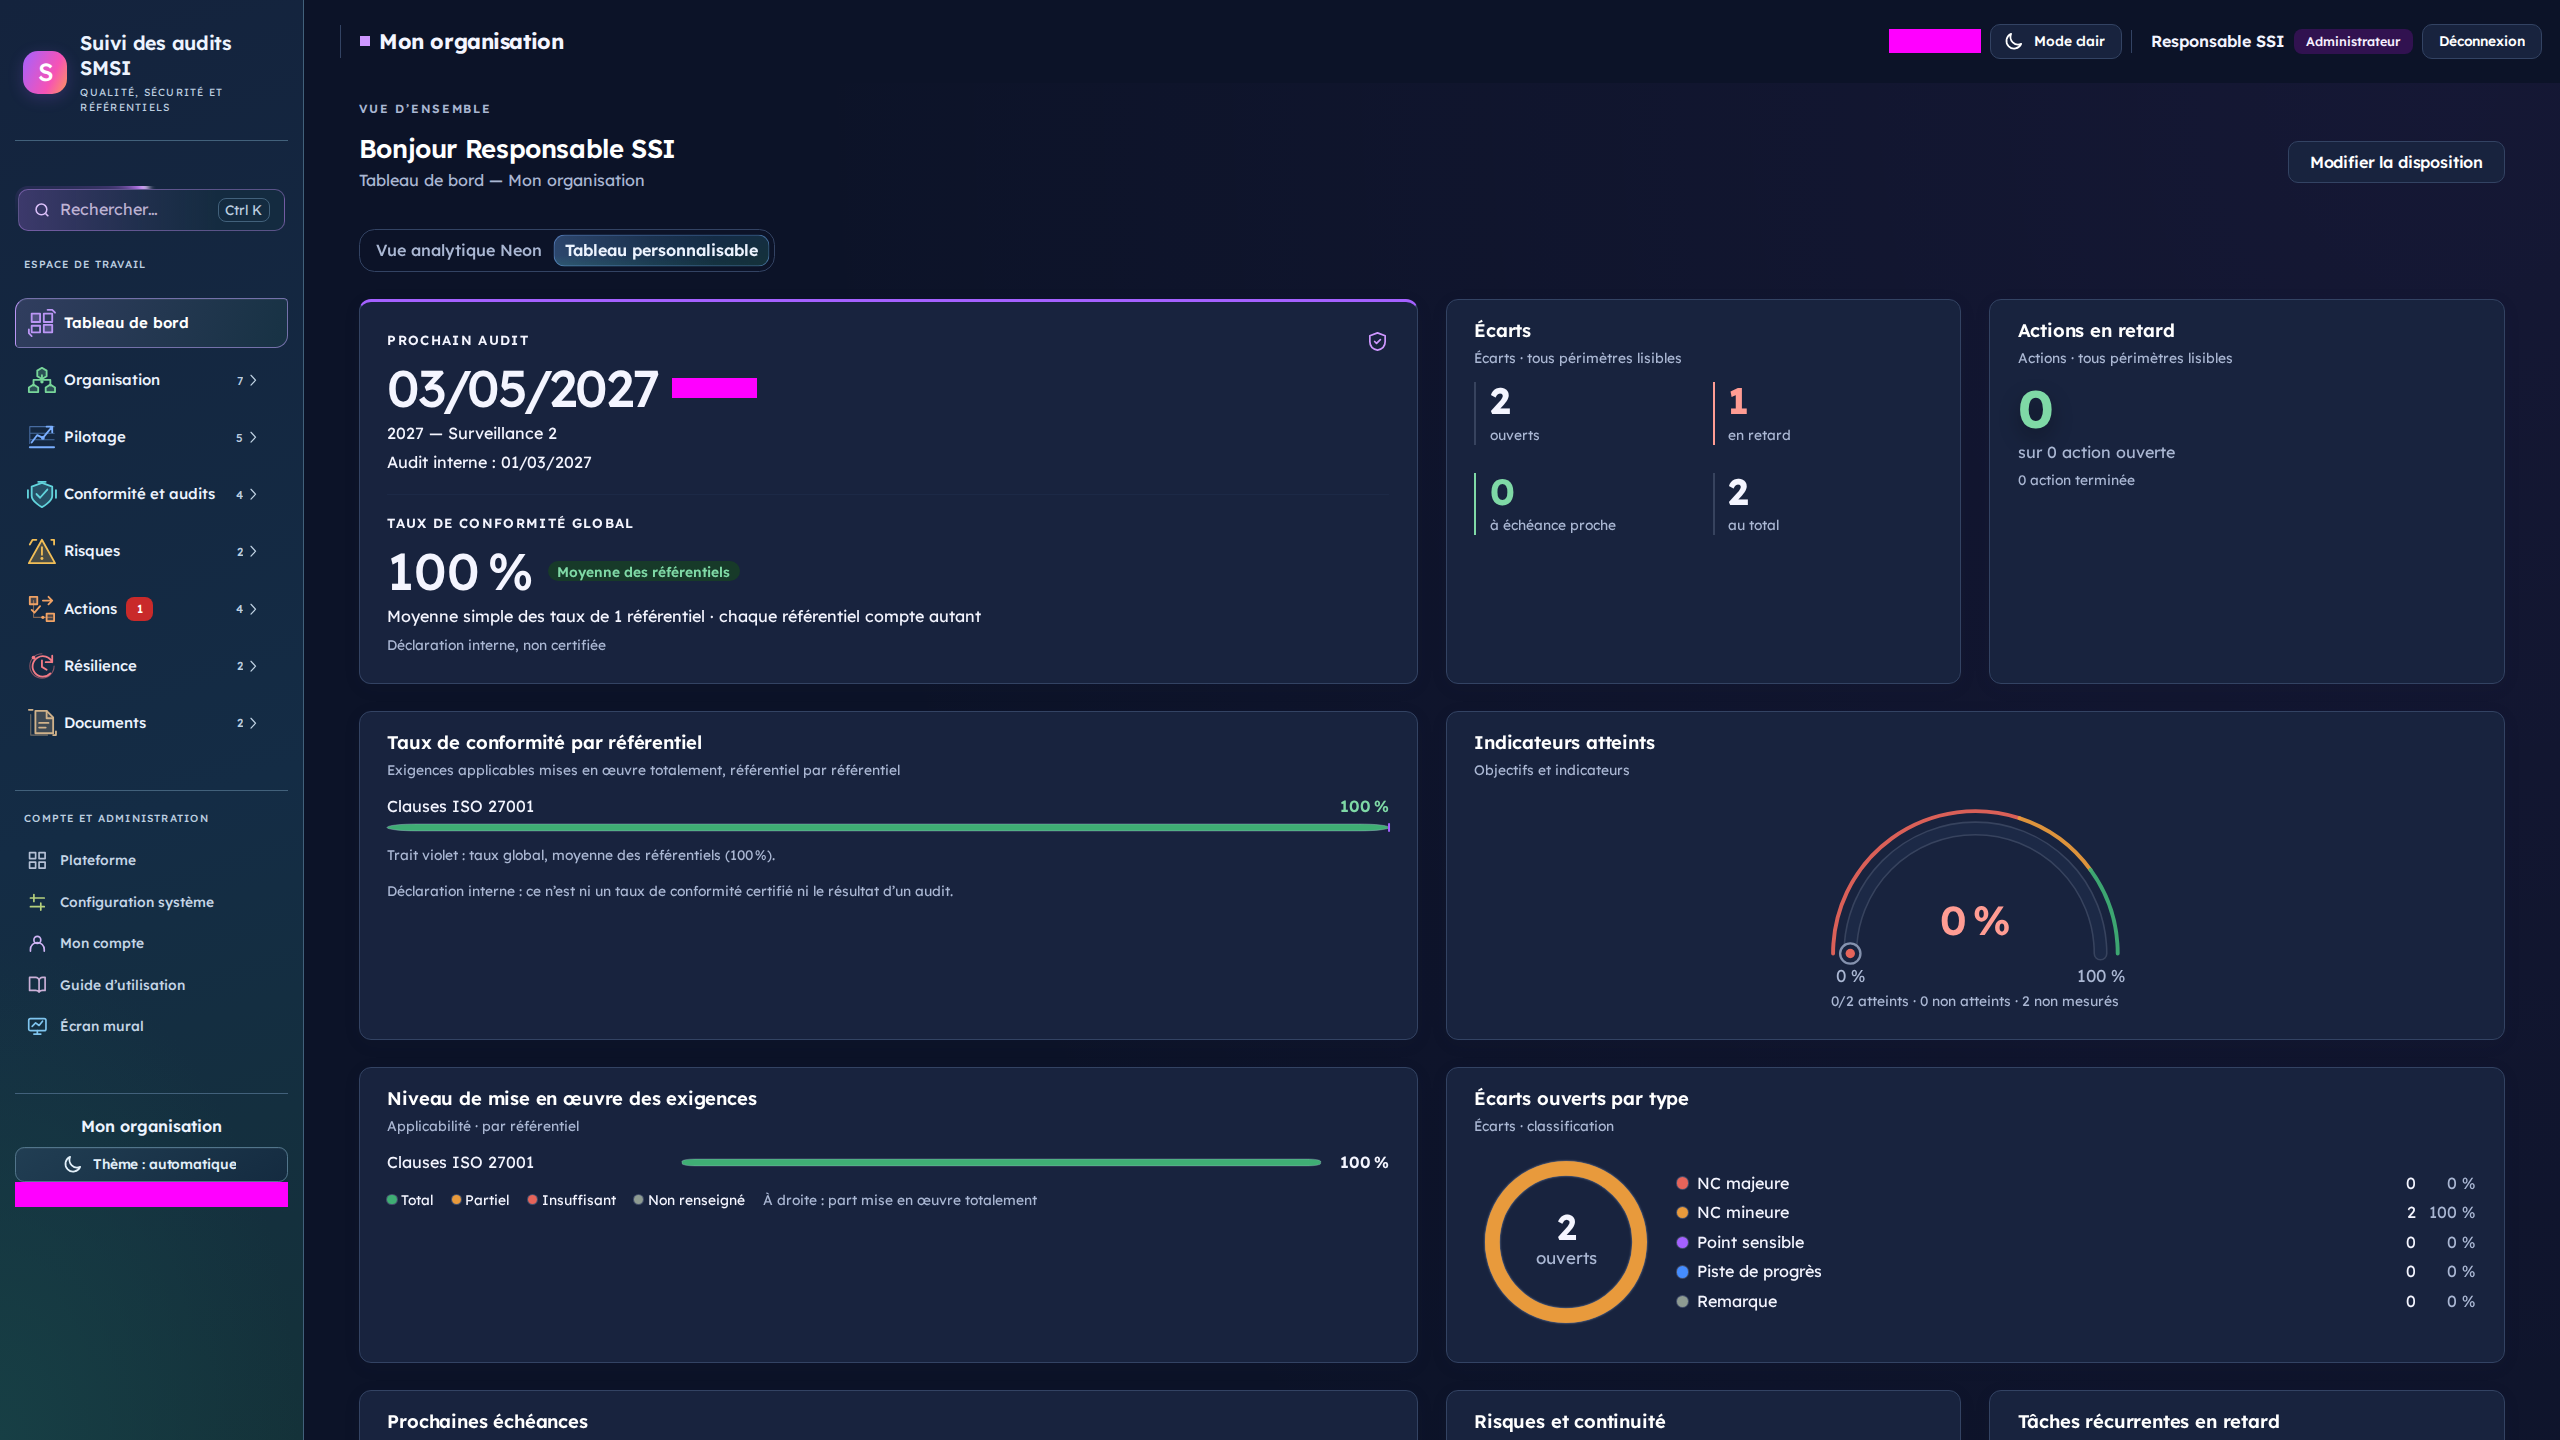 Suivi des audits
SMSI
QUALITÉ, SÉCURITÉ ET
RÉFÉRENTIELS
Rechercher…
Ctrl K
ESPACE DE TRAVAIL
Tableau de bord
Organisation
7
Pilotage
5
Conformité et audits
4
Risques
2
Actions
1
4
Résilience
2
Documents
2
COMPTE ET ADMINISTRATION
Plateforme
Configuration système
Mon compte
Guide d’utilisation
Écran mural
Mon organisation
Thème : automatique
Mon organisation
Mode clair
Responsable SSI
Administrateur
Déconnexion
VUE D’ENSEMBLE
Bonjour Responsable SSI
Tableau de bord — Mon organisation
Modifier la disposition
Vue analytique Neon
Tableau personnalisable
PROCHAIN AUDIT
03/05/2027
2027 — Surveillance 2
Audit interne : 01/03/2027
TAUX DE CONFORMITÉ GLOBAL
100 %
Moyenne des référentiels
Moyenne simple des taux de 1 référentiel · chaque référentiel compte autant
Déclaration interne, non certifiée
Écarts
Écarts · tous périmètres lisibles
2
ouverts
1
en retard
0
à échéance proche
2
au total
Actions en retard
Actions · tous périmètres lisibles
0
sur 0 action ouverte
0 action terminée
Taux de conformité par référentiel
Exigences applicables mises en œuvre totalement, référentiel par référentiel
Clauses ISO 27001
100 %
Trait violet : taux global, moyenne des référentiels (100 %).
Déclaration interne : ce n’est ni un taux de conformité certifié ni le résultat d’un audit.
Indicateurs atteints
Objectifs et indicateurs
0 %
0 %
100 %
0/2 atteints · 0 non atteints · 2 non mesurés
Niveau de mise en œuvre des exigences
Applicabilité · par référentiel
Clauses ISO 27001
100 %
Total
Partiel
Insuffisant
Non renseigné
À droite : part mise en œuvre totalement
Écarts ouverts par type
Écarts · classification
2
ouverts
NC majeure 0 0 %
NC mineure 2 100 %
Point sensible 0 0 %
Piste de progrès 0 0 %
Remarque 0 0 %
Prochaines échéances
Risques et continuité
Tâches récurrentes en retard
S